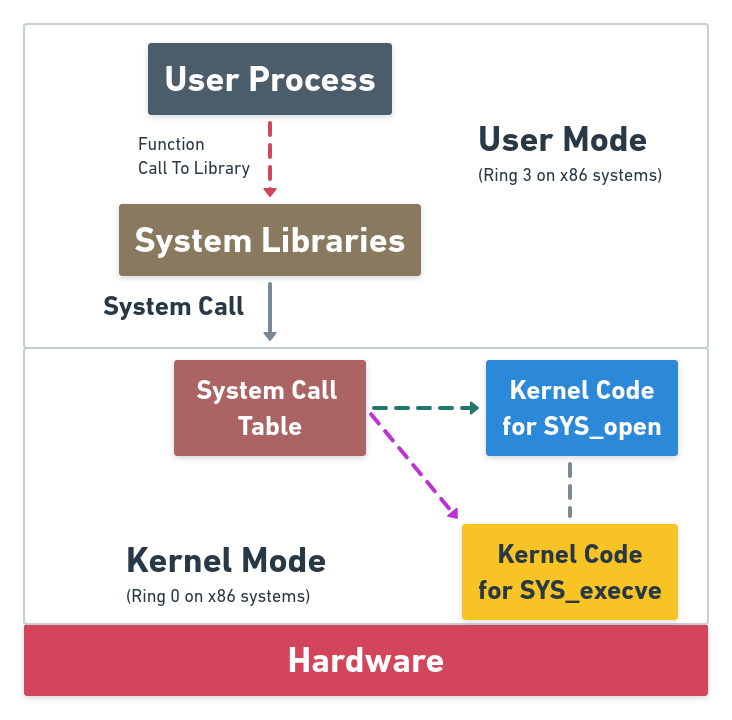 User Process
Function
Call To Library
User Mode
(Ring 3 on x86 systems)
System Libraries
System Call
System Call
Table
Kernel Code
for SYS_open
Kernel Mode
(Ring 0 on x86 systems)
Kernel Code
for SYS_execve
Hardware